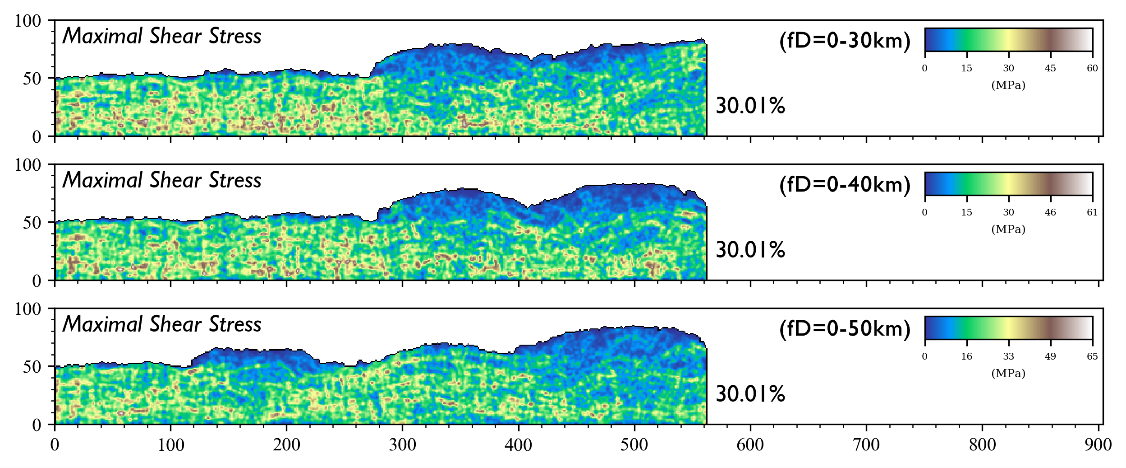 100
Maximal Shear Stress
(fD=0-30km)
0 15 30 45 60
(MPa)
50
30.01%
0
100
Maximal Shear Stress
(fD=0-40km)
0 15 30 46 61
(MPa)
50
30.01%
0
100
Maximal Shear Stress
(fD=0-50km)
0 16 33 49 65
(MPa)
50
30.01%
0
0 100 200 300 400 500 600 700 800 900